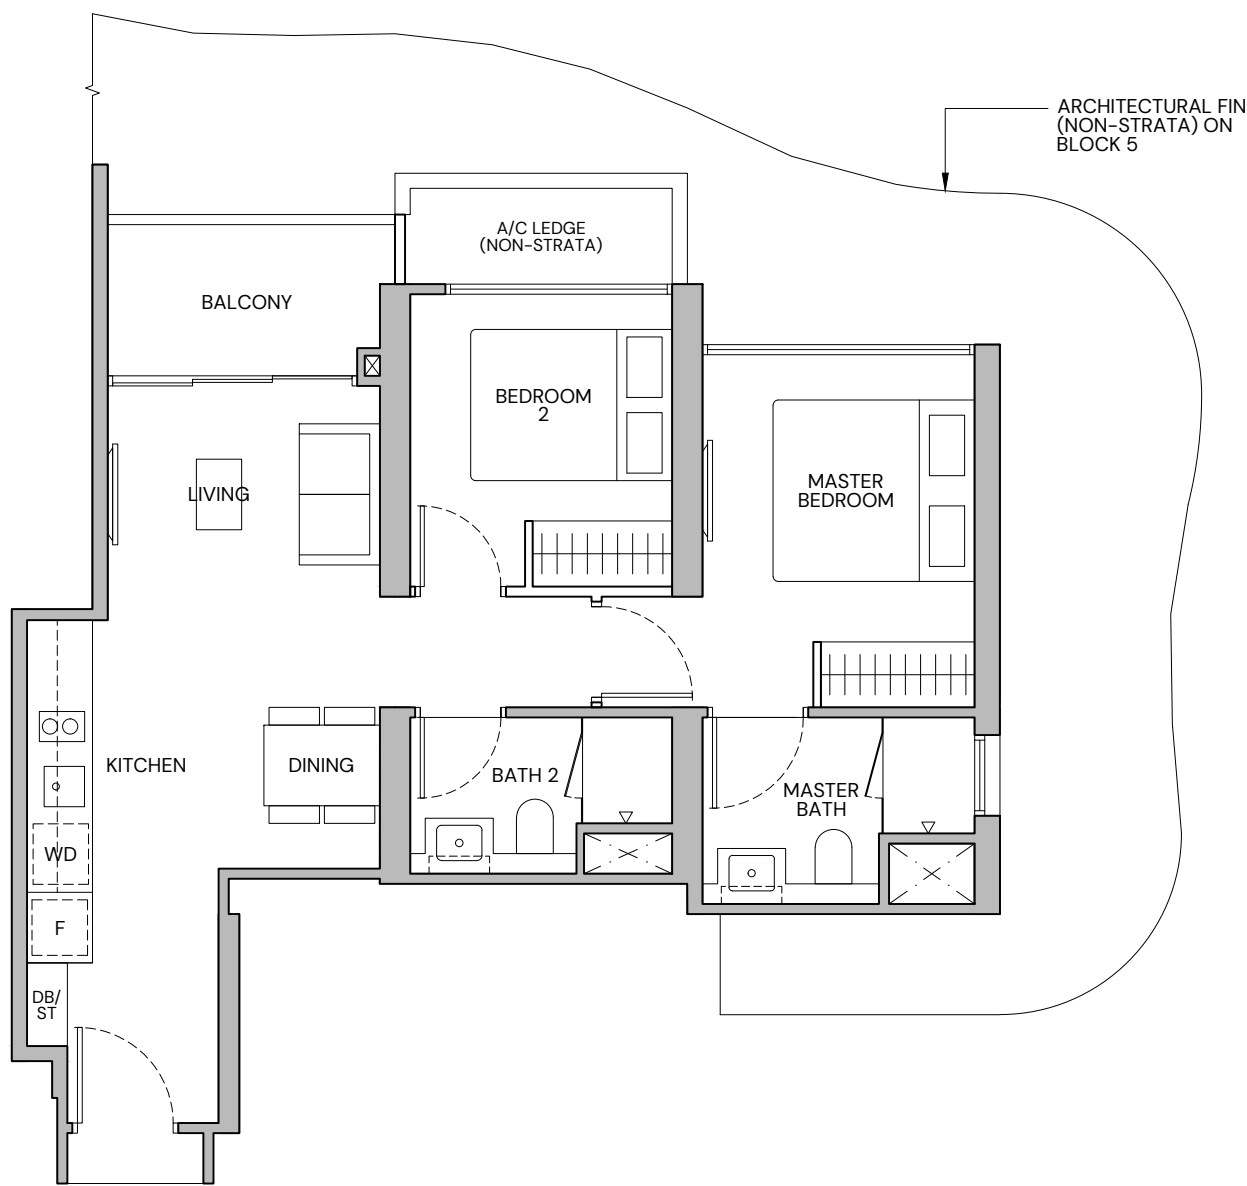 ARCHITECTURAL FIN
(NON-STRATA) ON
BLOCK 5
A/C LEDGE
(NON-STRATA)
BALCONY
BEDROOM
2
MASTER
BEDROOM
LIVING
KITCHEN
DINING
BATH 2
MASTER
BATH
WD
F
DB/
ST